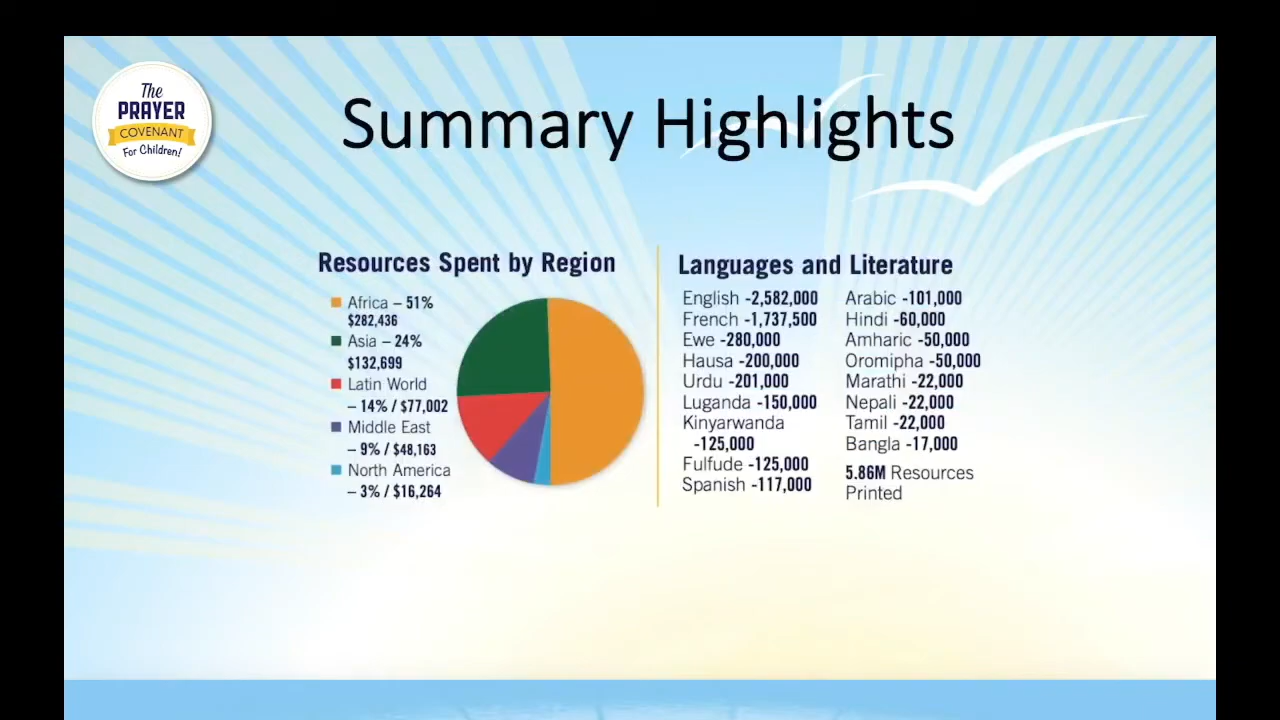 The
PRAYER
COVENANT
For Children!
Summary Highlights
Resources Spent by Region
Africa – 51%
$282,436
Asia – 24%
$132,699
Latin World
– 14% / $77,002
Middle East
– 9% / $48,163
North America
– 3% / $16,264
Languages and Literature
English -2,582,000
French -1,737,500
Ewe -280,000
Hausa -200,000
Urdu -201,000
Luganda -150,000
Kinyarwanda
-125,000
Fulfude -125,000
Spanish -117,000
Arabic -101,000
Hindi -60,000
Amharic -50,000
Oromipha -50,000
Marathi -22,000
Nepali -22,000
Tamil -22,000
Bangla -17,000
5.86M Resources
Printed